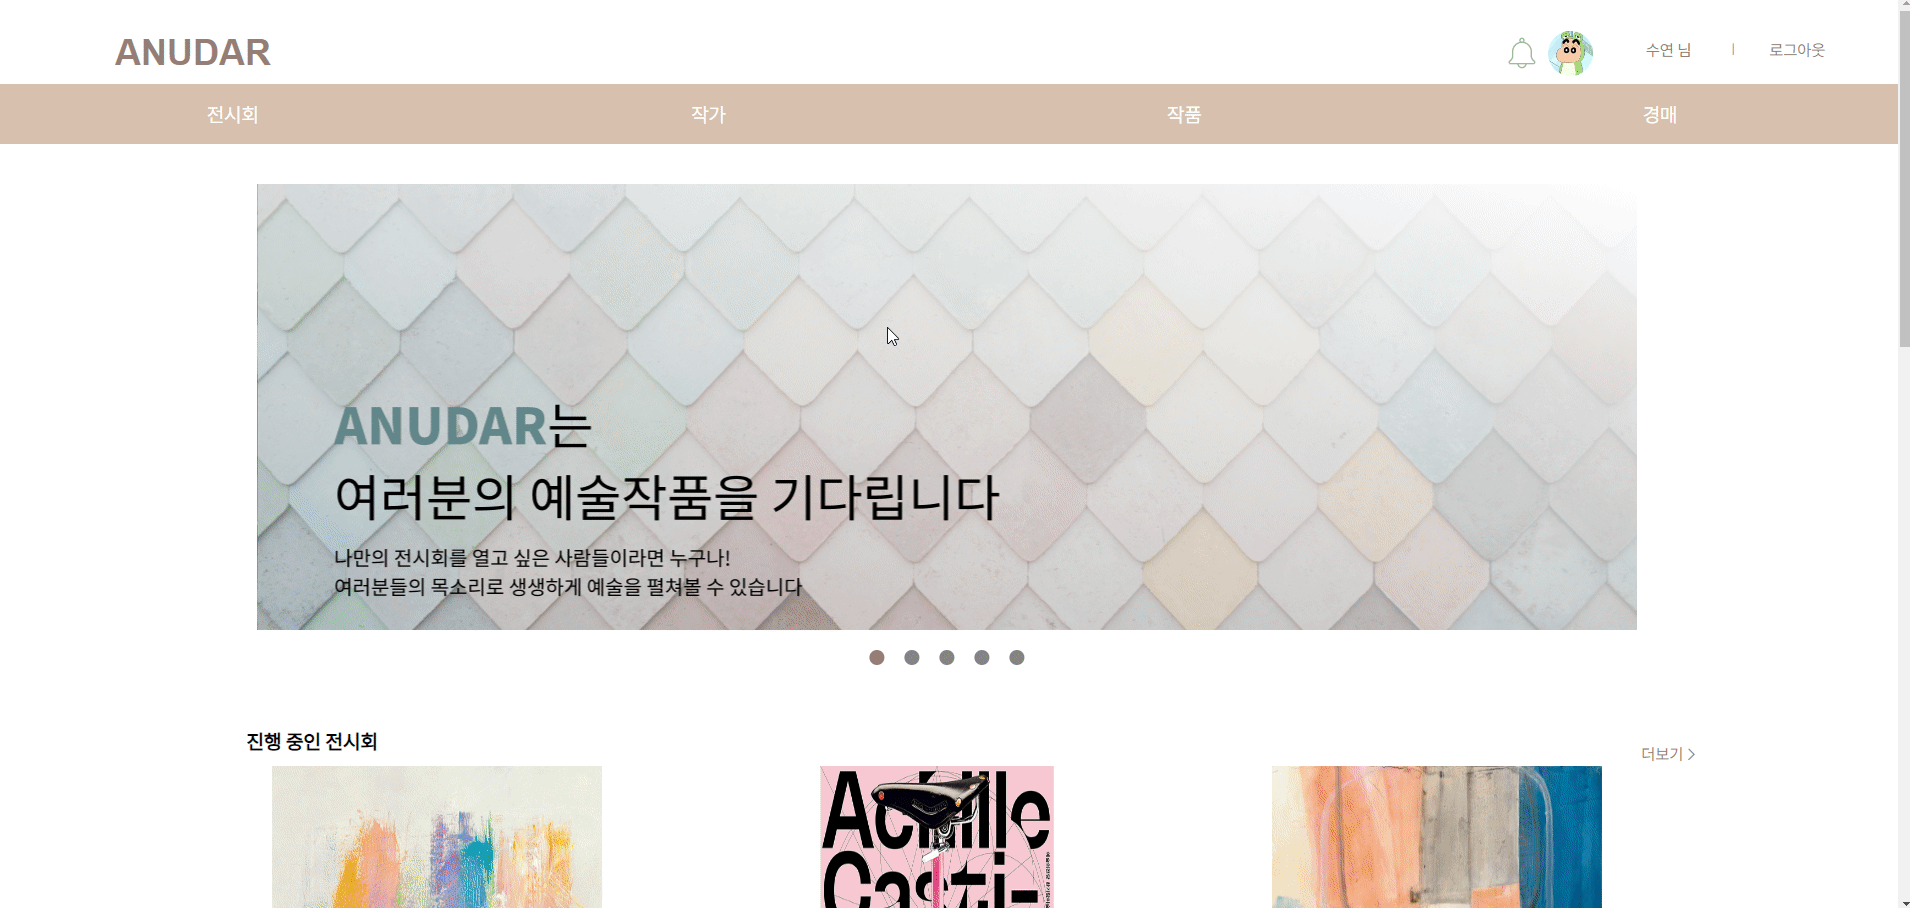 ANUDAR
수연 님 | 로그아웃
전시회 작가 작품 경매
ANUDAR는
여러분의 예술작품을 기다립니다
나만의 전시회를 열고 싶은 사람들이라면 누구나!
여러분들의 목소리로 생생하게 예술을 펼쳐볼 수 있습니다
진행 중인 전시회
더보기 >
Achille
Casti-